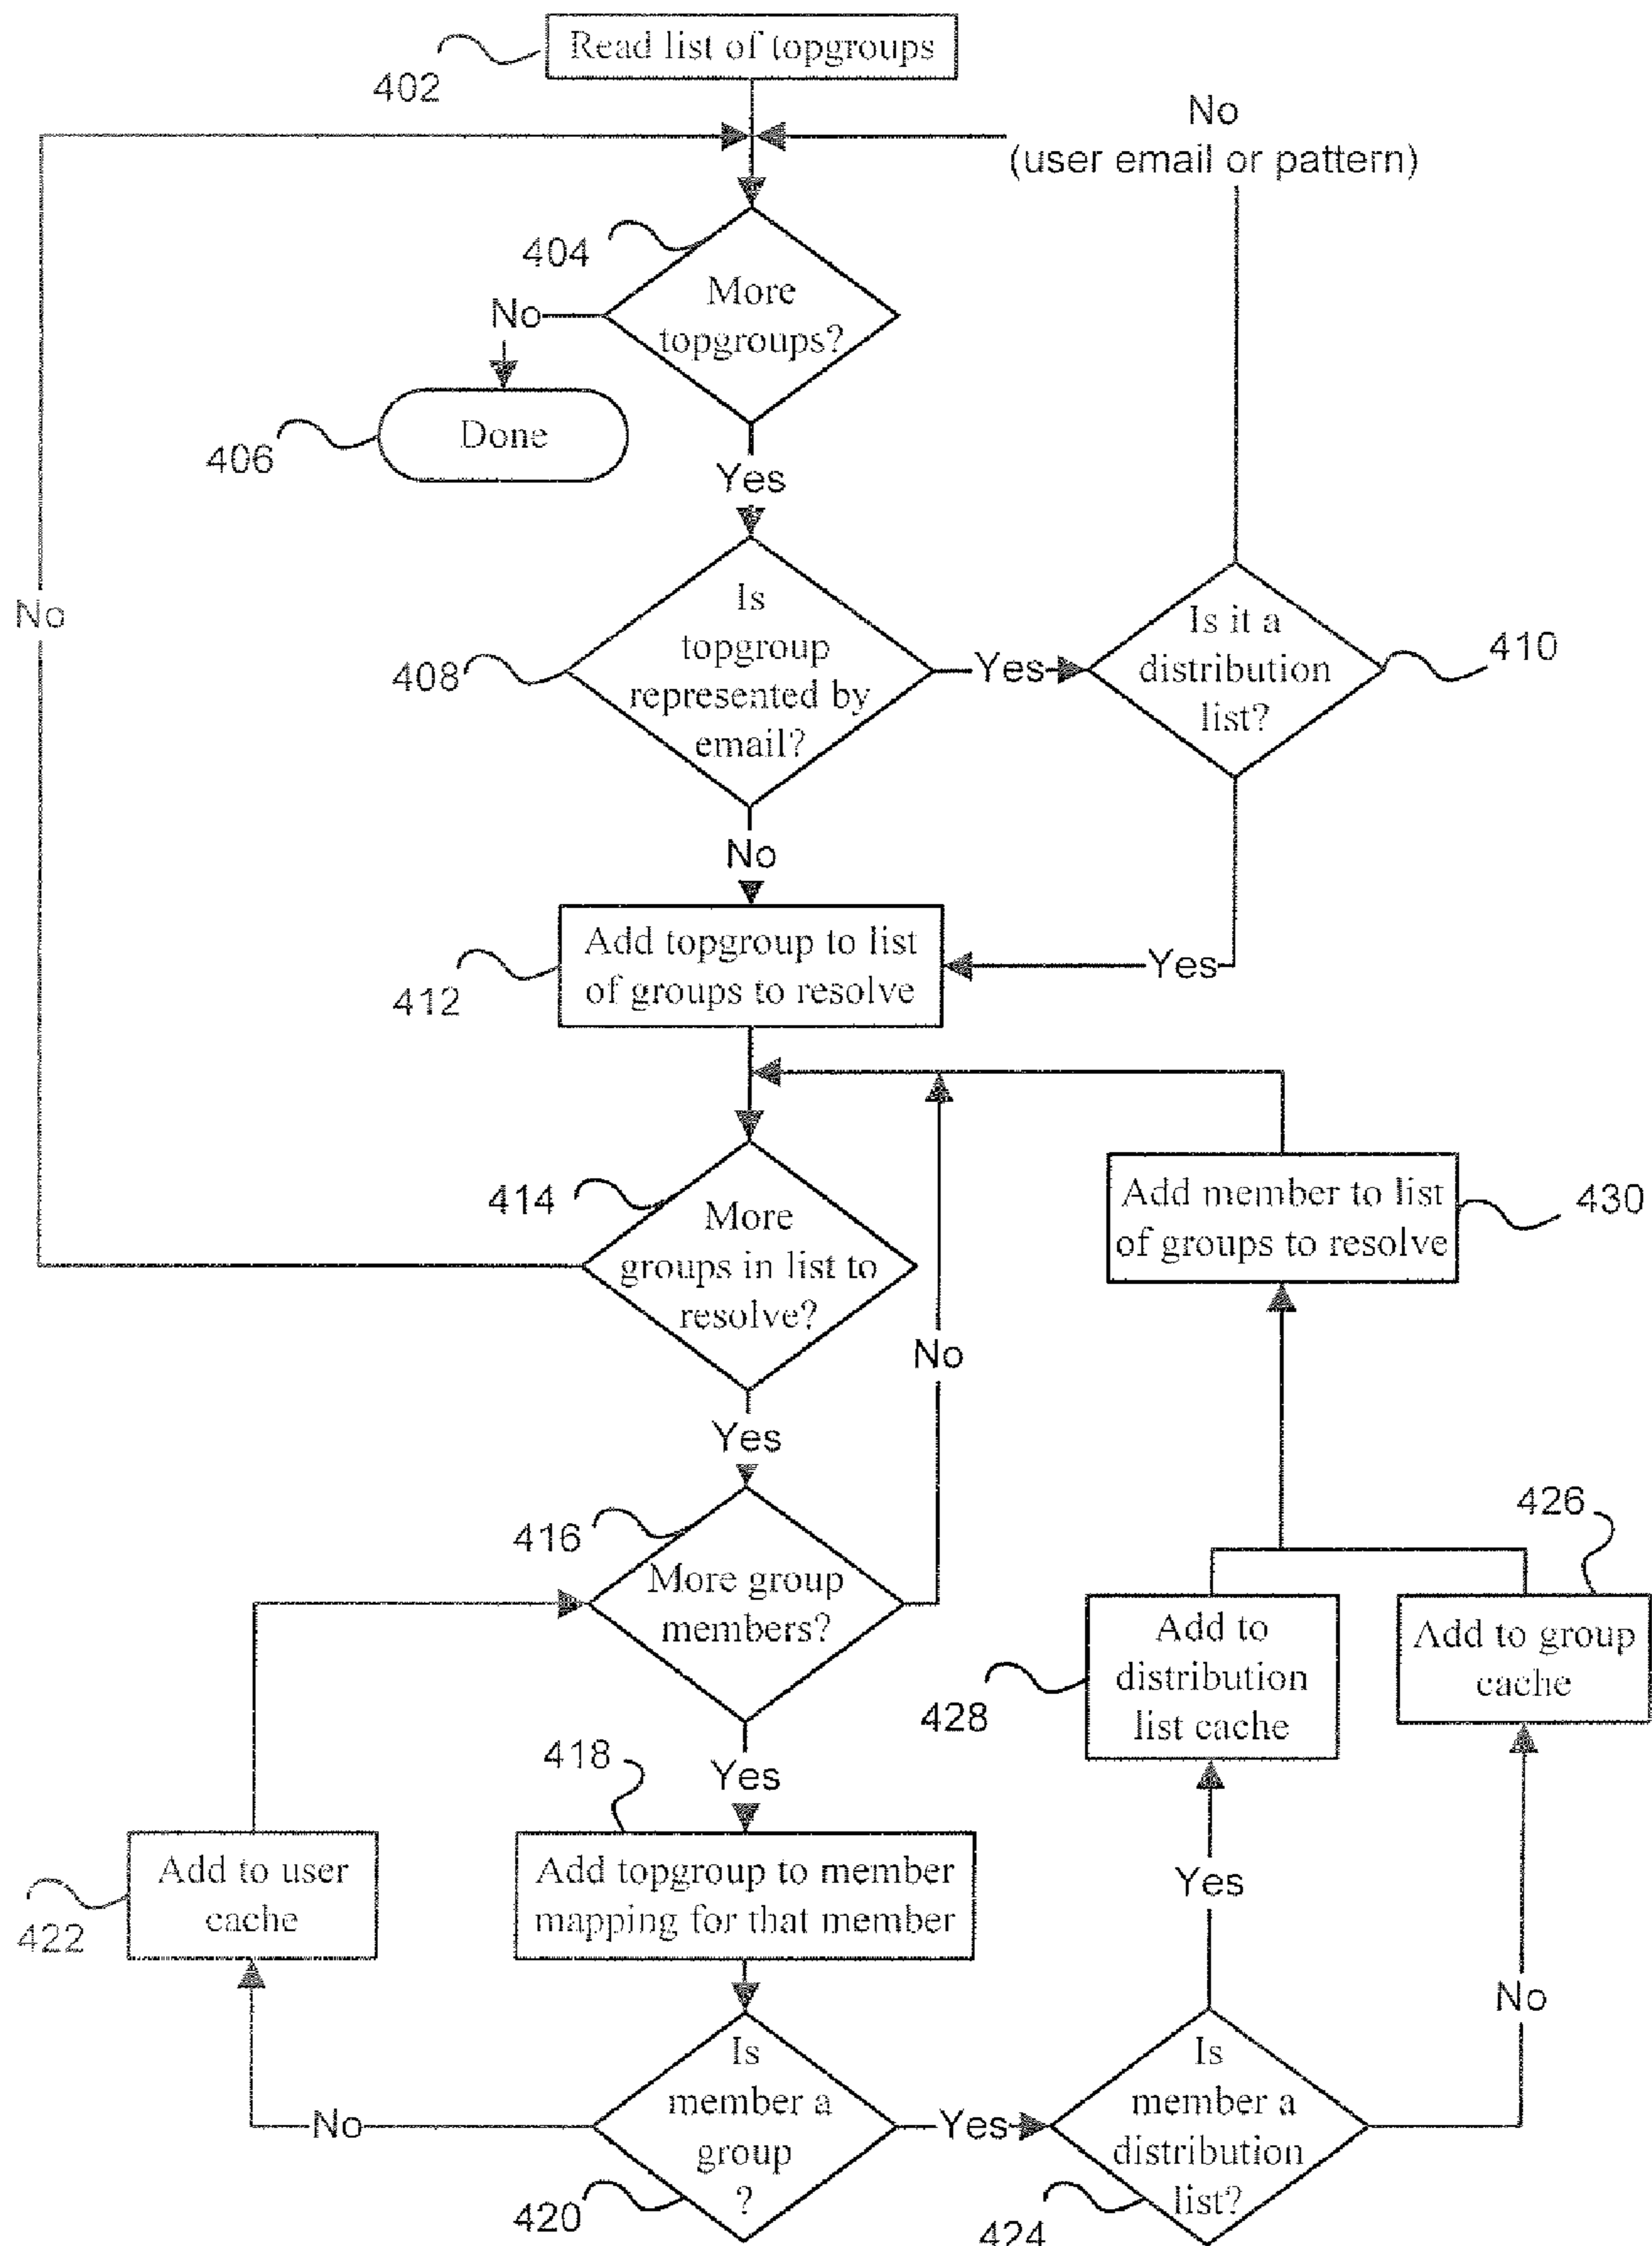 Read list of topgroups
402
No
(user email or pattern)
404
More
topgroups?
No
Done
406
Yes
No
Is
topgroup
represented by
email?
408
Yes
Is it a
distribution
list?
410
No
Add topgroup to list
of groups to resolve
412
Yes
414
More
groups in list to
resolve?
Add member to list
of groups to resolve
430
No
Yes
416
More group
members?
426
Add to
distribution
list cache
428
Add to group
cache
Yes
418
Add to user
cache
422
Add topgroup to member
mapping for that member
Yes
No
Is
member a
group
?
420
No
Yes
Is
member a
distribution
list?
424